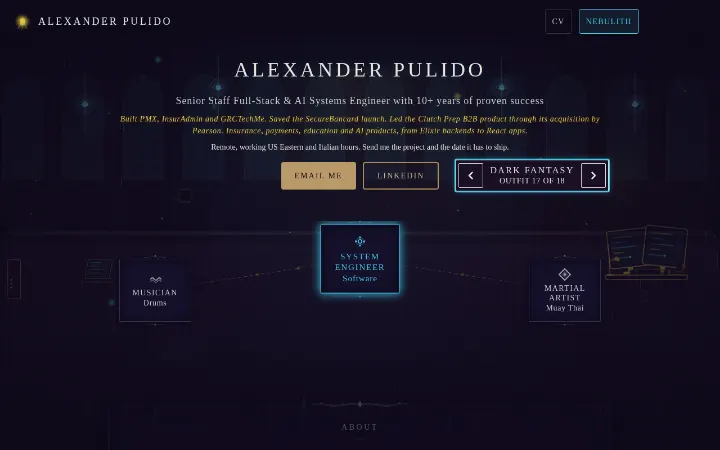 ALEXANDER PULIDO
CV
NEBULITH
ALEXANDER PULIDO
Senior Staff Full-Stack & AI Systems Engineer with 10+ years of proven success
Built PMX, InsurAdmin and GRCTechMe. Saved the SecureBancard launch. Led the Clutch Prep B2B product through its acquisition by
Pearson. Insurance, payments, education and AI products, from Elixir backends to React apps.
Remote, working US Eastern and Italian hours. Send me the project and the date it has to ship.
EMAIL ME
LINKEDIN
DARK FANTASY
OUTFIT 17 OF 18
SYSTEM
ENGINEER
Software
MUSICIAN
Drums
MARTIAL
ARTIST
Muay Thai
ABOUT